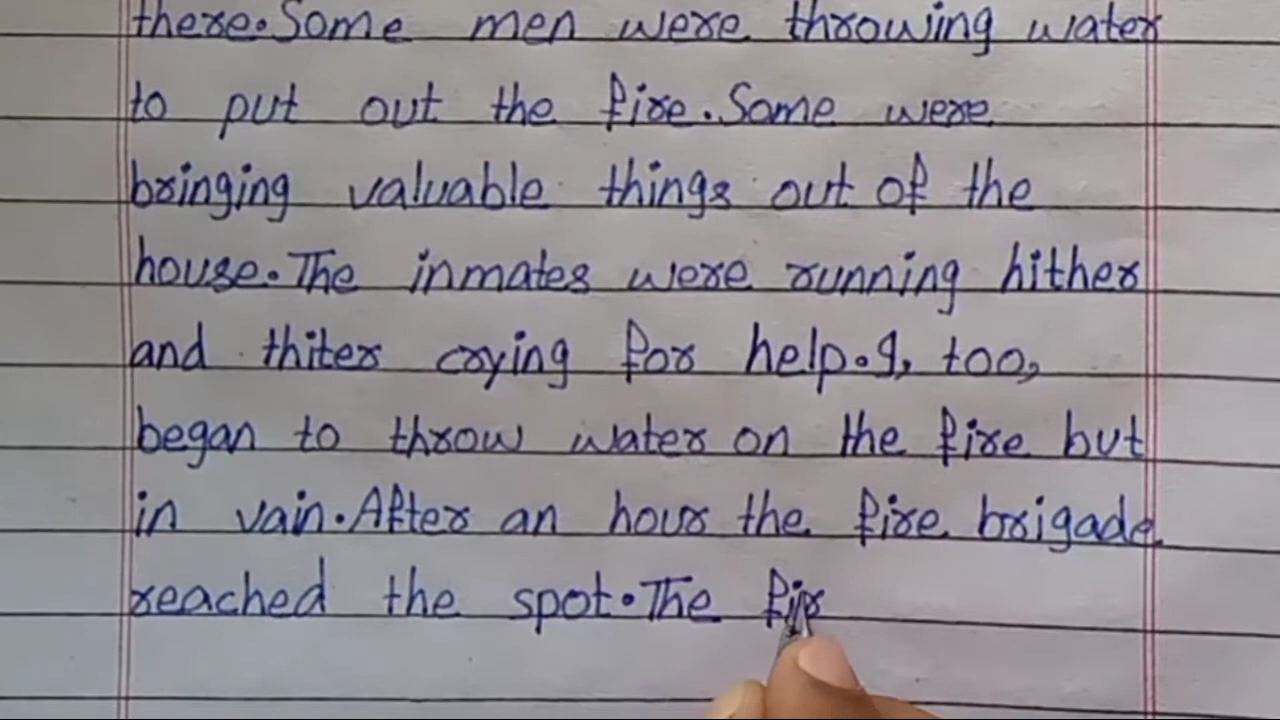 there. Some men were throwing water
to put out the fire. Some were
bringing valuable things out of the
house. The inmates were running hither
and thiter crying for help. I, too,
began to throw water on the fire but
in vain. After an hour the fire brigade
reached the spot. The fir